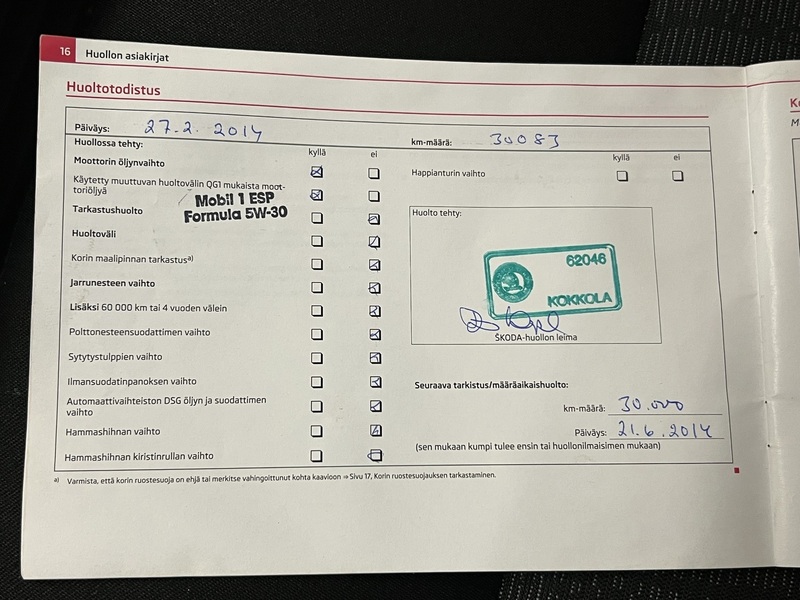 16 Huollon asiakirjat
Huoltotodistus
Päiväys: 27.2.2014
km-määrä: 30083
Huollossa tehty:
kyllä ei
kyllä ei
Moottorin öljynvaihto
Happianturin vaihto
Käytetty muuttuvan huoltovälin QG1 mukaista moot-
toriöljyä
Mobil 1 ESP
Formula 5W-30
Tarkastushuolto
Huoltoväli
Korin maalipinnan tarkastus a)
Jarrunesteen vaihto
Lisäksi 60 000 km tai 4 vuoden välein
Polttonesteensuodattimen vaihto
Sytytystulppien vaihto
Ilmansuodatinpanoksen vaihto
Automaattivaihteiston DSG öljyn ja suodattimen
vaihto
Hammashihnan vaihto
Hammashihnan kiristinrullan vaihto
Huolto tehty:
62046
KOKKOLA
ŠKODA-huollon leima
Seuraava tarkistus/määräaikaishuolto:
km-määrä: 30.000
Päiväys: 21.6.2014
(sen mukaan kumpi tulee ensin tai huollonilmaisimen mukaan)
a) Varmista, että korin ruostesuoja on ehjä tai merkitse vahingoittunut kohta kaavioon ⇒ Sivu 17, Korin ruostesuojauksen tarkastaminen.